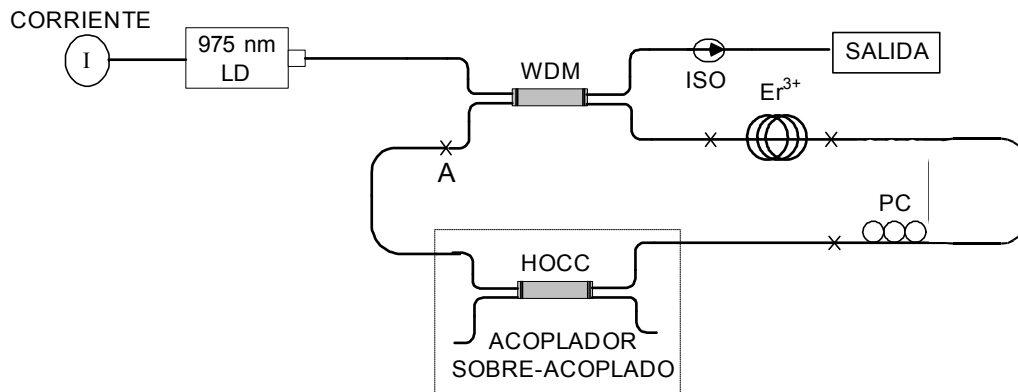 CORRIENTE
I
975 nm
LD
WDM
ISO
SALIDA
Er³⁺
A
PC
HOCC
ACOPLADOR
SOBRE-ACOPLADO